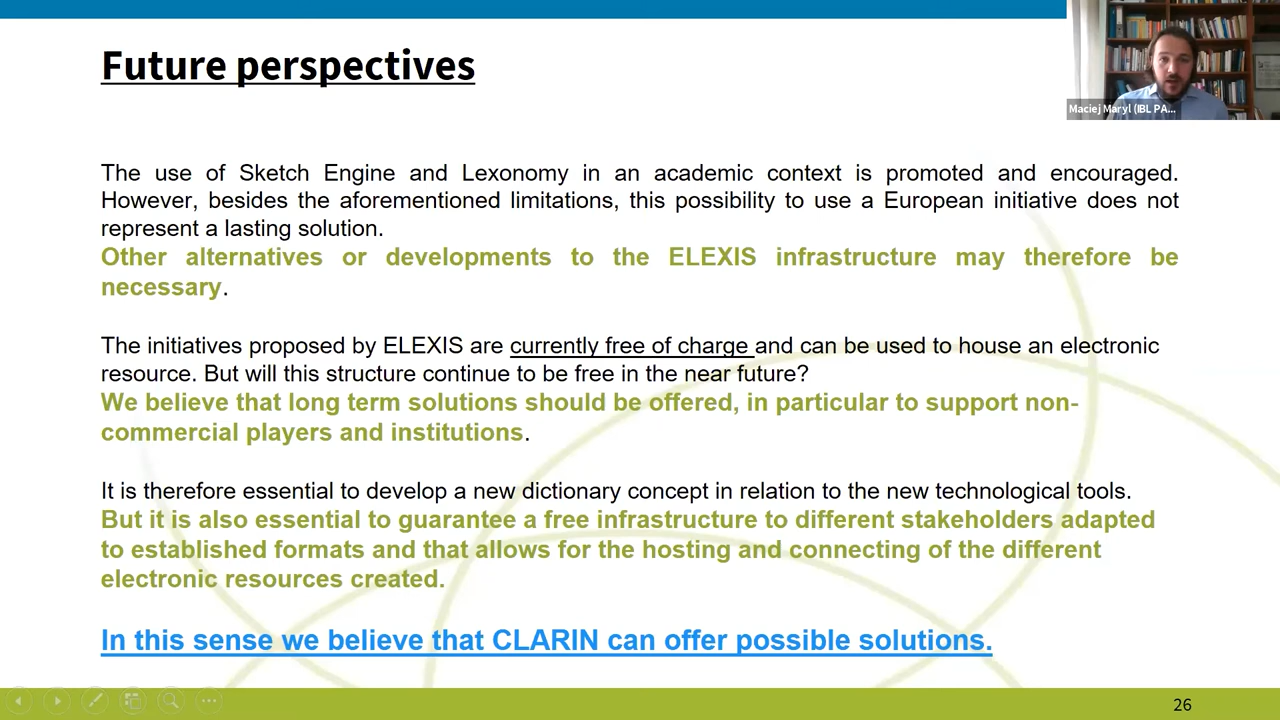 Future perspectives
Maciej Maryl (IBL PA...
The use of Sketch Engine and Lexonomy in an academic context is promoted and encouraged.
However, besides the aforementioned limitations, this possibility to use a European initiative does not
represent a lasting solution.
Other alternatives or developments to the ELEXIS infrastructure may therefore be
necessary.
The initiatives proposed by ELEXIS are currently free of charge and can be used to house an electronic
resource. But will this structure continue to be free in the near future?
We believe that long term solutions should be offered, in particular to support non-
commercial players and institutions.
It is therefore essential to develop a new dictionary concept in relation to the new technological tools.
But it is also essential to guarantee a free infrastructure to different stakeholders adapted
to established formats and that allows for the hosting and connecting of the different
electronic resources created.
In this sense we believe that CLARIN can offer possible solutions.
26